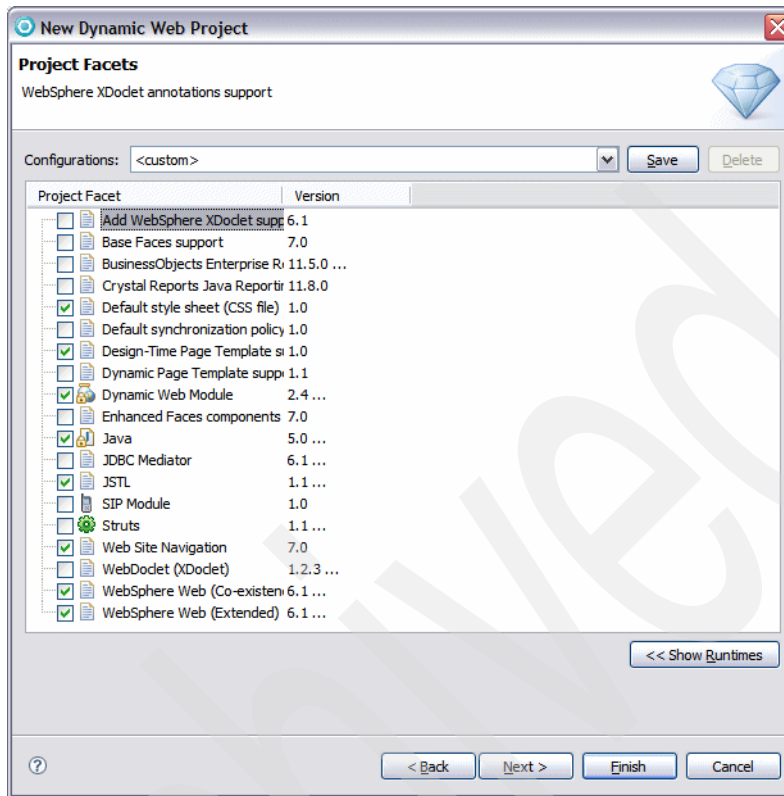 New Dynamic Web Project
Project Facets
WebSphere XDoclet annotations support
Configurations: <custom> Save Delete
Project Facet Version
Add WebSphere XDoclet supp 6.1
Base Faces support 7.0
BusinessObjects Enterprise R 11.5.0 ...
Crystal Reports Java Reportin 11.8.0
Default style sheet (CSS file) 1.0
Default synchronization policy 1.0
Design-Time Page Template s 1.0
Dynamic Page Template supp 1.1
Dynamic Web Module 2.4 ...
Enhanced Faces components 7.0
Java 5.0 ...
JDBC Mediator 6.1 ...
JSTL 1.1 ...
SIP Module 1.0
Struts 1.1 ...
Web Site Navigation 7.0
WebDoclet (XDoclet) 1.2.3 ...
WebSphere Web (Co-existen 6.1 ...
WebSphere Web (Extended) 6.1 ...
<< Show Runtimes
? < Back Next > Finish Cancel
hived